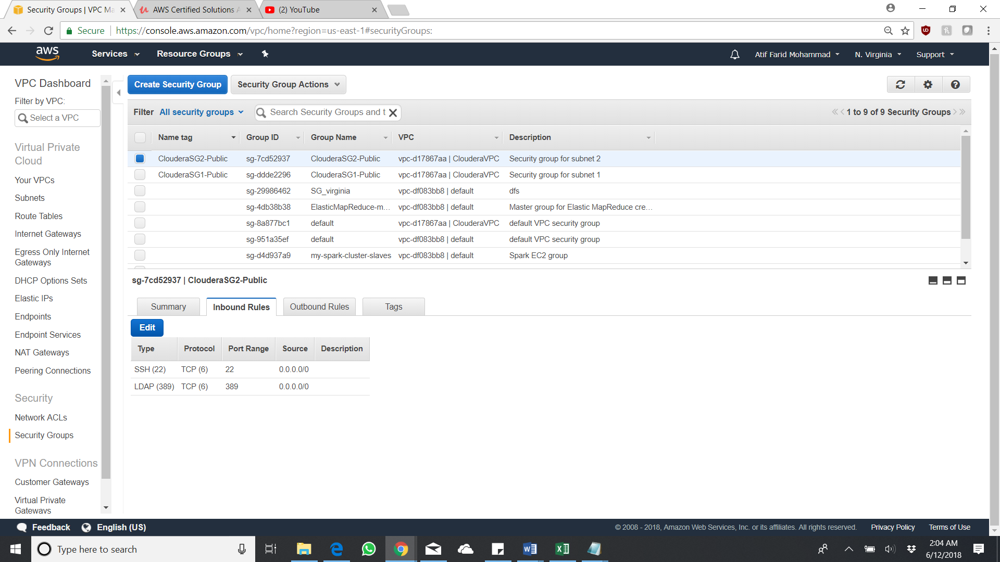 Security Groups | VPC Ma
AWS Certified Solutions A
(2) YouTube
Secure
https://console.aws.amazon.com/vpc/home?region=us-east-1#securityGroups:
aws
Services
Resource Groups
Atif Farid Mohammad
N. Virginia
Support
VPC Dashboard
Filter by VPC:
Select a VPC
Virtual Private
Cloud
Your VPCs
Subnets
Route Tables
Internet Gateways
Egress Only Internet
Gateways
DHCP Options Sets
Elastic IPs
Endpoints
Endpoint Services
NAT Gateways
Peering Connections
Security
Network ACLs
Security Groups
VPN Connections
Customer Gateways
Virtual Private
Gateways
Create Security Group
Security Group Actions
Filter All security groups
Search Security Groups and t
1 to 9 of 9 Security Groups
Name tag Group ID Group Name VPC Description
ClouderaSG2-Public sg-7cd52937 ClouderaSG2-Public vpc-d17867aa | ClouderaVPC Security group for subnet 2
ClouderaSG1-Public sg-ddde2296 ClouderaSG1-Public vpc-d17867aa | ClouderaVPC Security group for subnet 1
sg-29986462 SG_virginia vpc-df083bb8 | default dfs
sg-4db38b38 ElasticMapReduce-m... vpc-df083bb8 | default Master group for Elastic MapReduce cre...
sg-8a877bc1 default vpc-d17867aa | ClouderaVPC default VPC security group
sg-951a35ef default vpc-df083bb8 | default default VPC security group
sg-d4d937a9 my-spark-cluster-slaves vpc-df083bb8 | default Spark EC2 group
sg-7cd52937 | ClouderaSG2-Public
Summary
Inbound Rules
Outbound Rules
Tags
Edit
Type Protocol Port Range Source Description
SSH (22) TCP (6) 22 0.0.0.0/0
LDAP (389) TCP (6) 389 0.0.0.0/0
Feedback
English (US)
© 2008 - 2018, Amazon Web Services, Inc. or its affiliates. All rights reserved.
Privacy Policy
Terms of Use
Type here to search
2:04 AM
6/12/2018